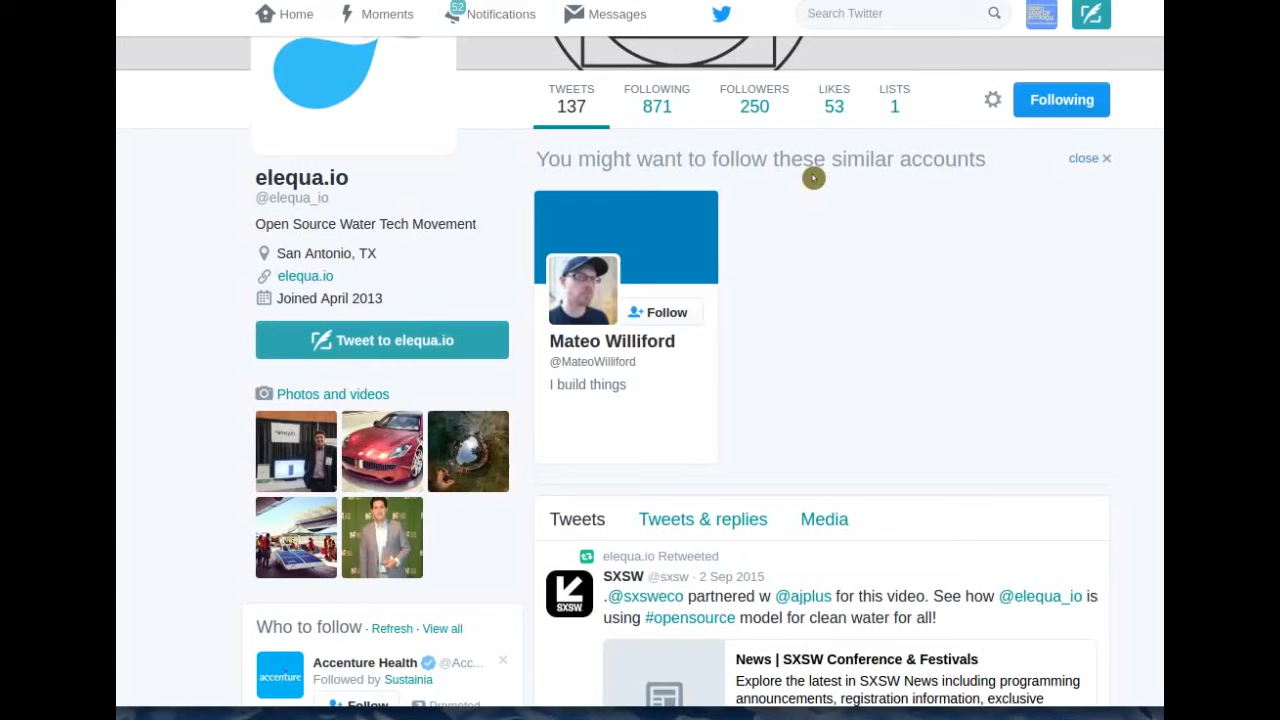 Home Moments 52 Notifications Messages Search Twitter
TWEETS FOLLOWING FOLLOWERS LIKES LISTS
137 871 250 53 1
Following
You might want to follow these similar accounts close
elequa.io
@elequa_io
Open Source Water Tech Movement
San Antonio, TX
elequa.io
Joined April 2013
Tweet to elequa.io
Photos and videos
Follow
Mateo Williford
@MateoWilliford
I build things
Who to follow · Refresh · View all
Accenture Health @Acc...
accenture
Followed by Sustainia
Follow Promoted
Tweets Tweets & replies Media
elequa.io Retweeted
SXSW @sxsw · 2 Sep 2015
SXSW.
.@sxsweco partnered w @ajplus for this video. See how @elequa_io is
using #opensource model for clean water for all!
News | SXSW Conference & Festivals
Explore the latest in SXSW News including programming
announcements, registration information, exclusive